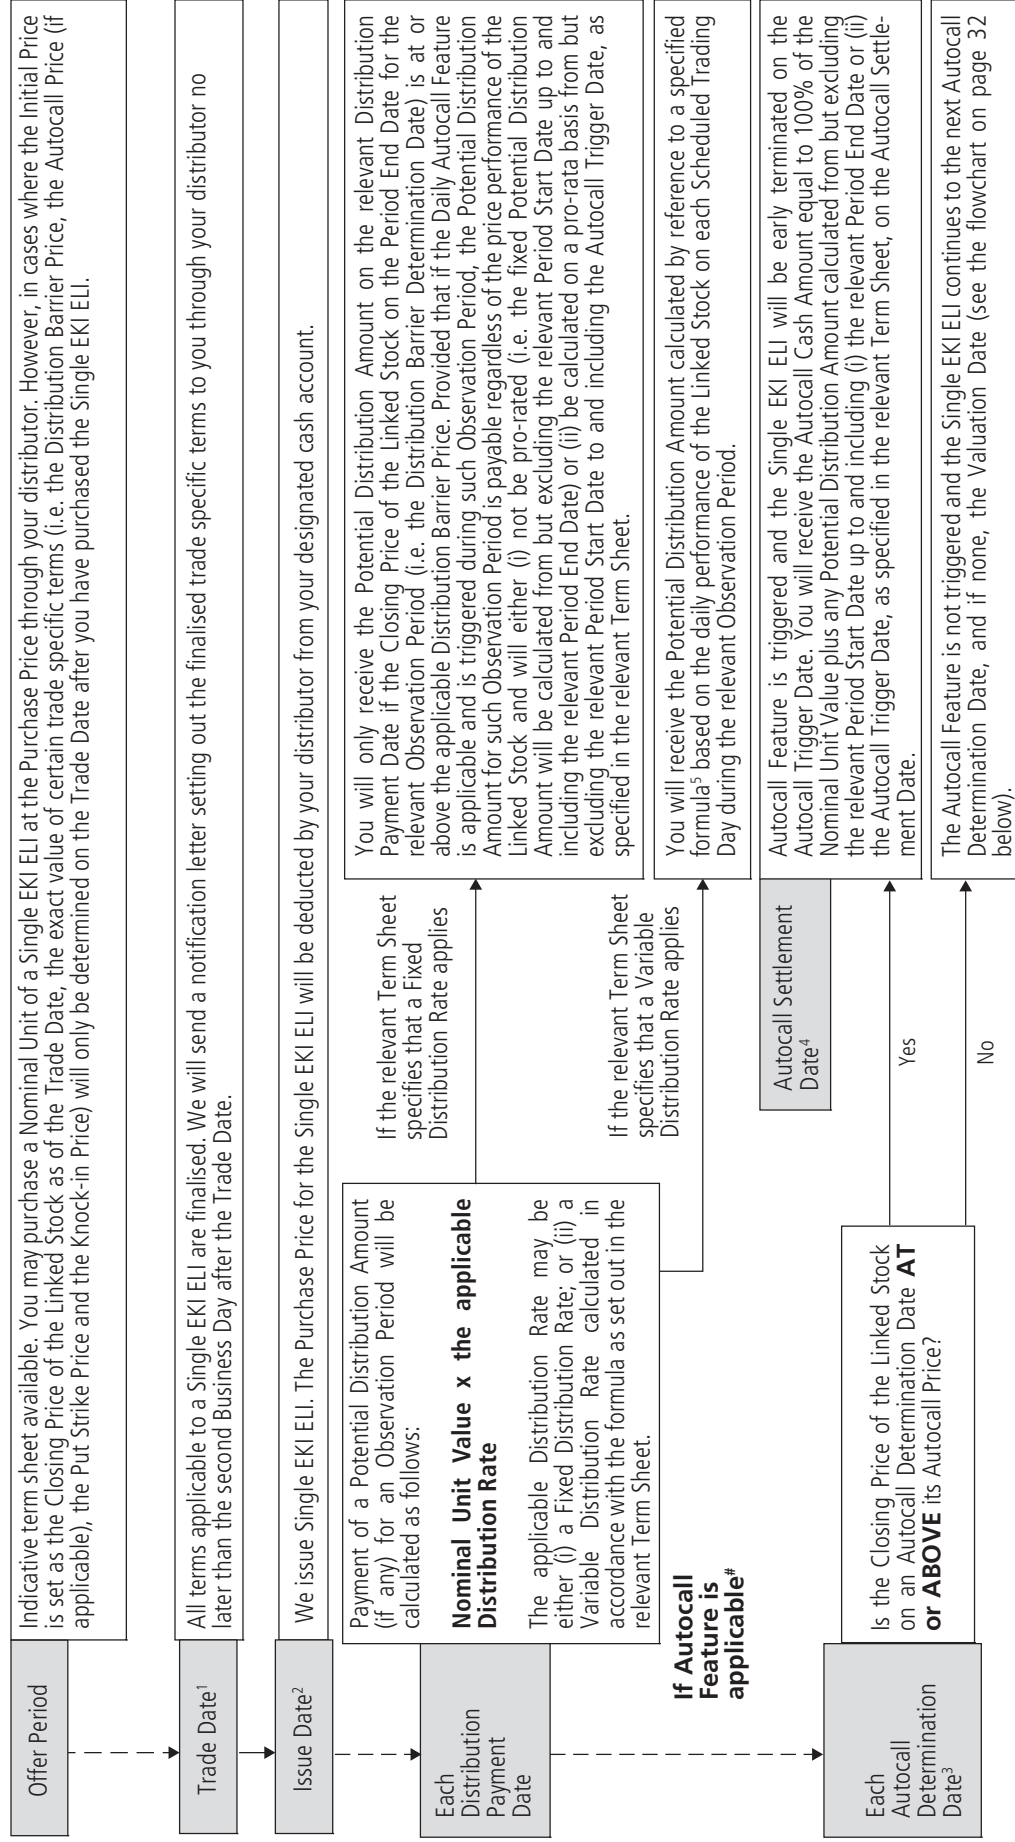 Offer Period
Indicative term sheet available. You may purchase a Nominal Unit of a Single EKI ELI at the Purchase Price through your distributor. However, in cases where the Initial Price
is set as the Closing Price of the Linked Stock as of the Trade Date, the exact value of certain trade specific terms (i.e. the Distribution Barrier Price, the Autocall Price (if
applicable), the Put Strike Price and the Knock-in Price) will only be determined on the Trade Date after you have purchased the Single EKI ELI.
Trade Date1
All terms applicable to a Single EKI ELI are finalised. We will send a notification letter setting out the finalised trade specific terms to you through your distributor no
later than the second Business Day after the Trade Date.
Issue Date2
We issue Single EKI ELI. The Purchase Price for the Single EKI ELI will be deducted by your distributor from your designated cash account.
Each
Distribution
Payment
Date
Payment of a Potential Distribution Amount
(if any) for an Observation Period will be
calculated as follows:
Nominal Unit Value x the applicable
Distribution Rate
The applicable Distribution Rate may be
either (i) a Fixed Distribution Rate; or (ii) a
Variable Distribution Rate calculated in
accordance with the formula as set out in the
relevant Term Sheet.
If the relevant Term Sheet
specifies that a Fixed
Distribution Rate applies
You will only receive the Potential Distribution Amount on the relevant Distribution
Payment Date if the Closing Price of the Linked Stock on the Period End Date for the
relevant Observation Period (i.e. the Distribution Barrier Determination Date) is at or
above the applicable Distribution Barrier Price. Provided that if the Daily Autocall Feature
is applicable and is triggered during such Observation Period, the Potential Distribution
Amount for such Observation Period is payable regardless of the price performance of the
Linked Stock and will either (i) not be pro-rated (i.e. the fixed Potential Distribution
Amount will be calculated from but excluding the relevant Period Start Date up to and
including the relevant Period End Date) or (ii) be calculated on a pro-rata basis from but
excluding the relevant Period Start Date to and including the Autocall Trigger Date, as
specified in the relevant Term Sheet.
If the relevant Term Sheet
specifies that a Variable
Distribution Rate applies
You will receive the Potential Distribution Amount calculated by reference to a specified
formula5 based on the daily performance of the Linked Stock on each Scheduled Trading
Day during the relevant Observation Period.
If Autocall
Feature is
applicable#
Each
Autocall
Determination
Date3
Is the Closing Price of the Linked Stock
on an Autocall Determination Date AT
or ABOVE its Autocall Price?
Autocall Settlement
Date4
Yes
Autocall Feature is triggered and the Single EKI ELI will be early terminated on the
Autocall Trigger Date. You will receive the Autocall Cash Amount equal to 100% of the
Nominal Unit Value plus any Potential Distribution Amount calculated from but excluding
the relevant Period Start Date up to and including (i) the relevant Period End Date or (ii)
the Autocall Trigger Date, as specified in the relevant Term Sheet, on the Autocall Settle-
ment Date.
No
The Autocall Feature is not triggered and the Single EKI ELI continues to the next Autocall
Determination Date, and if none, the Valuation Date (see the flowchart on page 32
below).